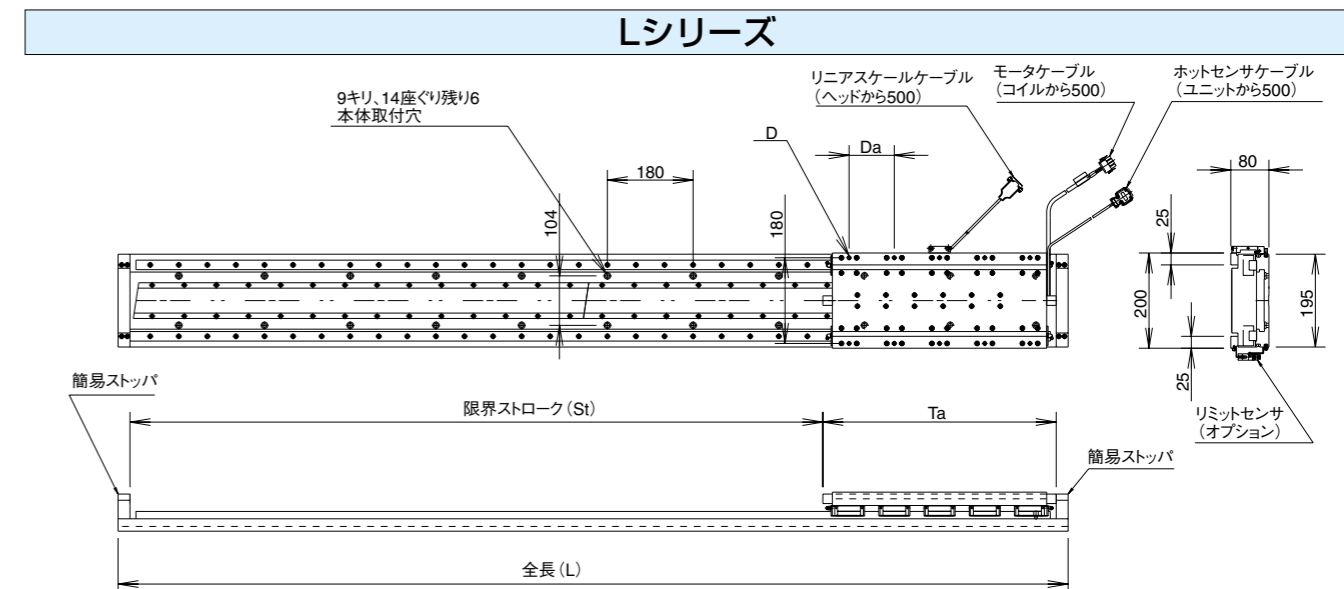 Lシリーズ
リニアスケールケーブル
(ヘッドから500)
モータケーブル
(コイルから500)
ホットセンサケーブル
(ユニットから500)
9キリ、14座ぐり残り6
本体取付穴
D
Da
180
104
180
80
25
200
195
25
リミットセンサ
(オプション)
簡易ストッパ
限界ストローク(St)
Ta
簡易ストッパ
全長(L)